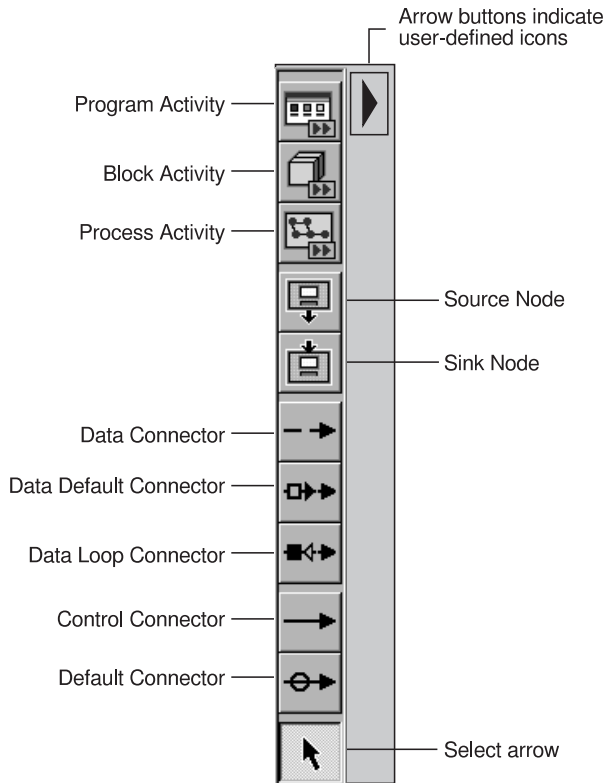 Arrow buttons indicate
user-defined icons
Program Activity
Block Activity
Process Activity
Source Node
Sink Node
Data Connector
Data Default Connector
Data Loop Connector
Control Connector
Default Connector
Select arrow